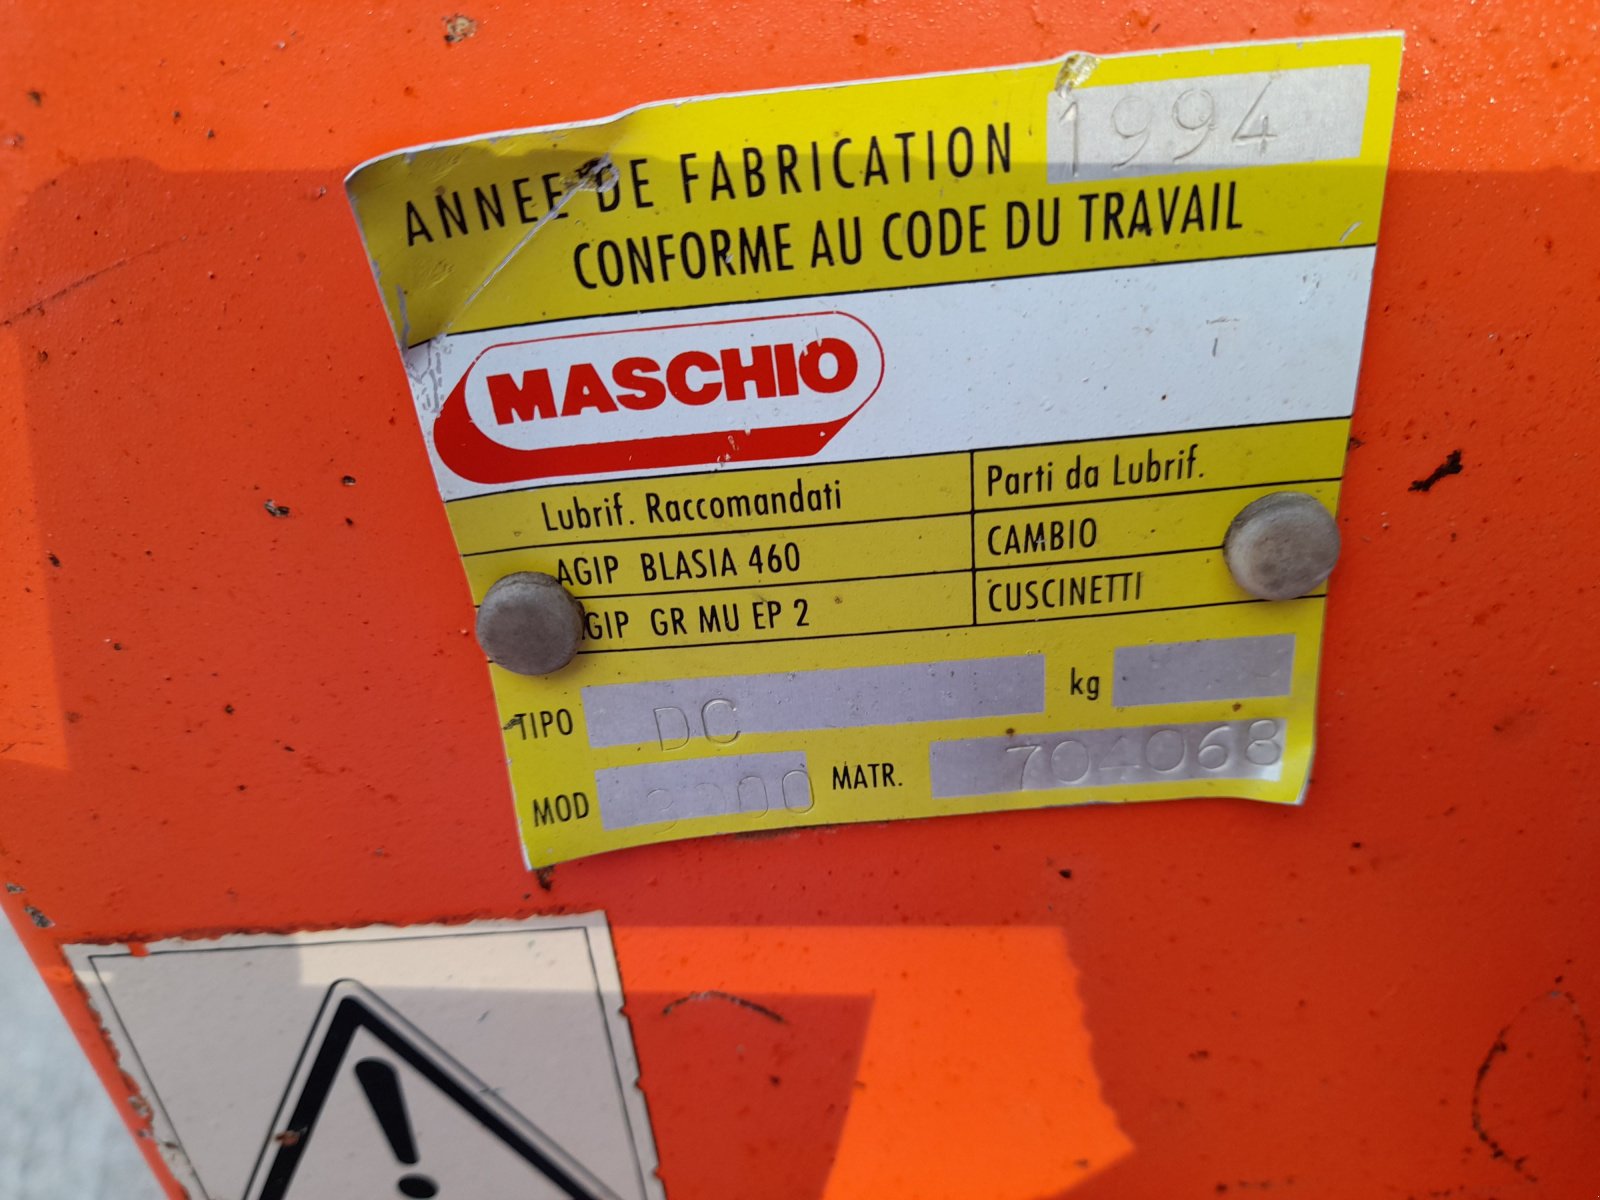 ANNEE DE FABRICATION 1994
CONFORME AU CODE DU TRAVAIL
MASCHIO
Lubrif. Raccomandati Parti da Lubrif.
AGIP BLASIA 460 CAMBIO
AGIP GR MU EP 2 CUSCINETTI
TIPO DC kg
MOD MATR. 704068
!